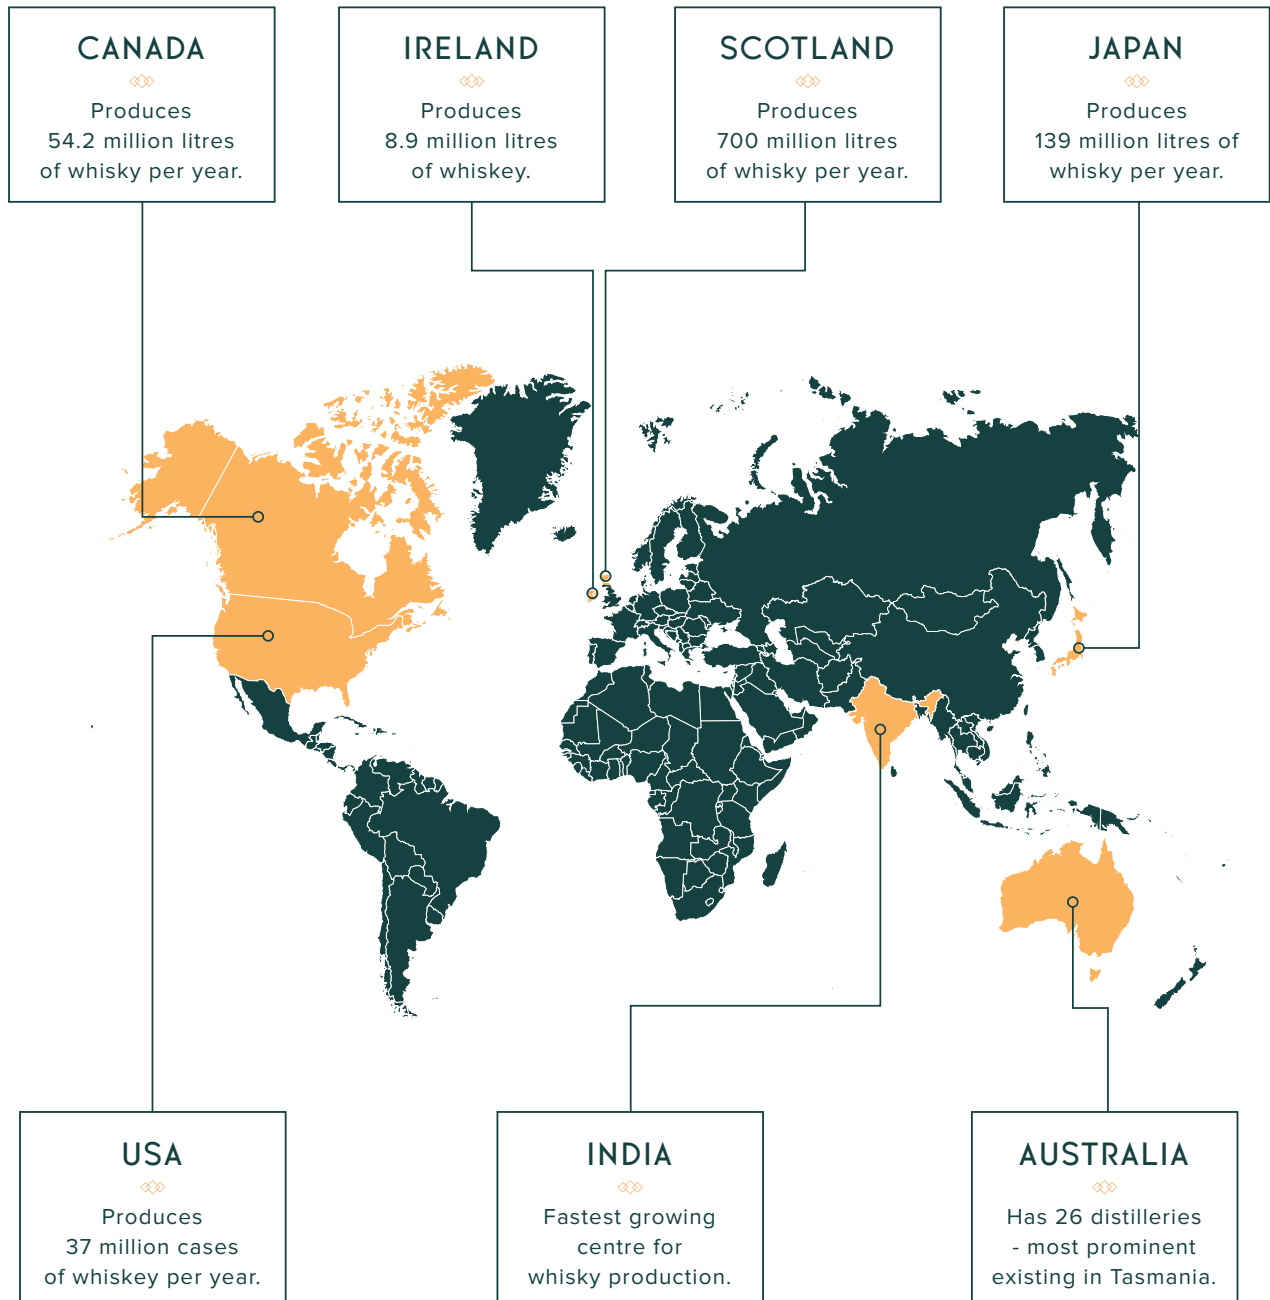 CANADA
Produces
54.2 million litres
of whisky per year.
IRELAND
Produces
8.9 million litres
of whiskey.
SCOTLAND
Produces
700 million litres
of whisky per year.
JAPAN
Produces
139 million litres of
whisky per year.
USA
Produces
37 million cases
of whiskey per year.
INDIA
Fastest growing
centre for
whisky production.
AUSTRALIA
Has 26 distilleries
- most prominent
existing in Tasmania.